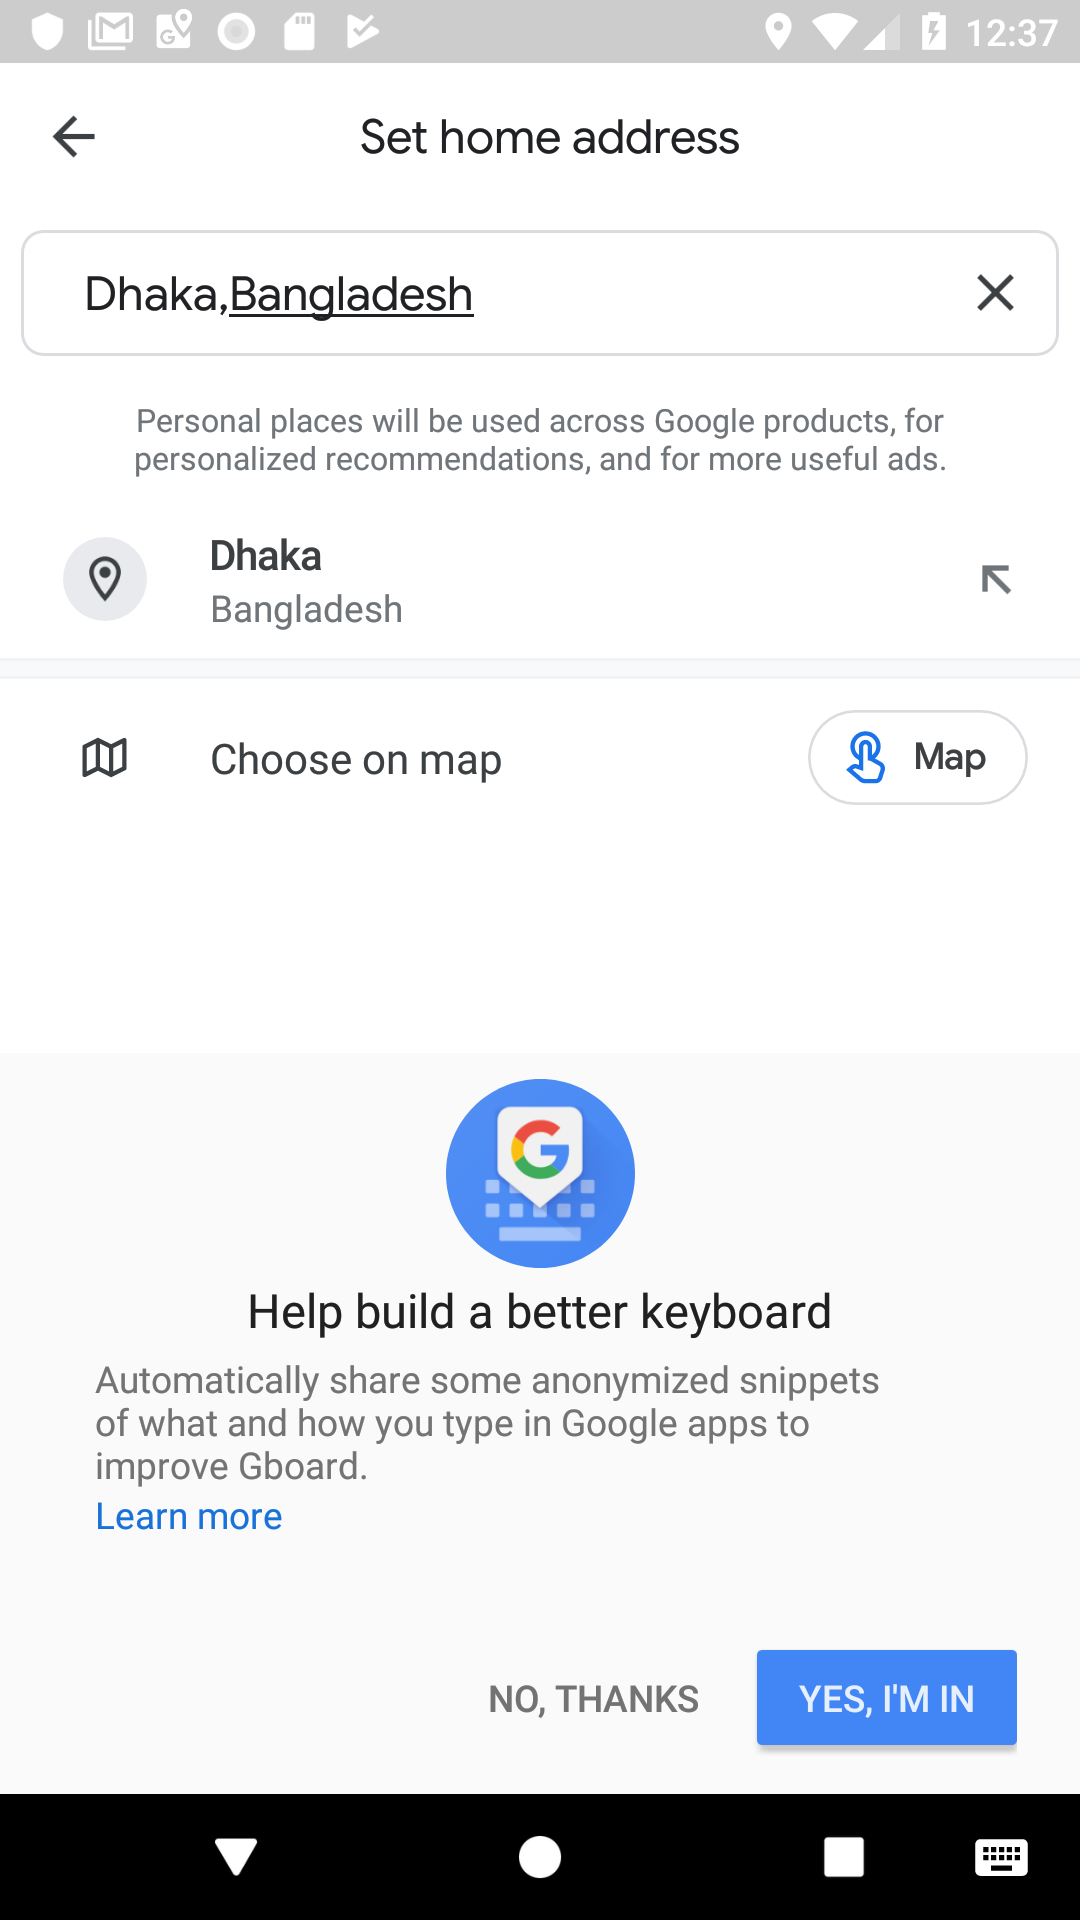 12:37
Set home address
Dhaka,Bangladesh
Personal places will be used across Google products, for
personalized recommendations, and for more useful ads.
Dhaka
Bangladesh
Choose on map
Map
Help build a better keyboard
Automatically share some anonymized snippets
of what and how you type in Google apps to
improve Gboard.
Learn more
NO, THANKS
YES, I'M IN